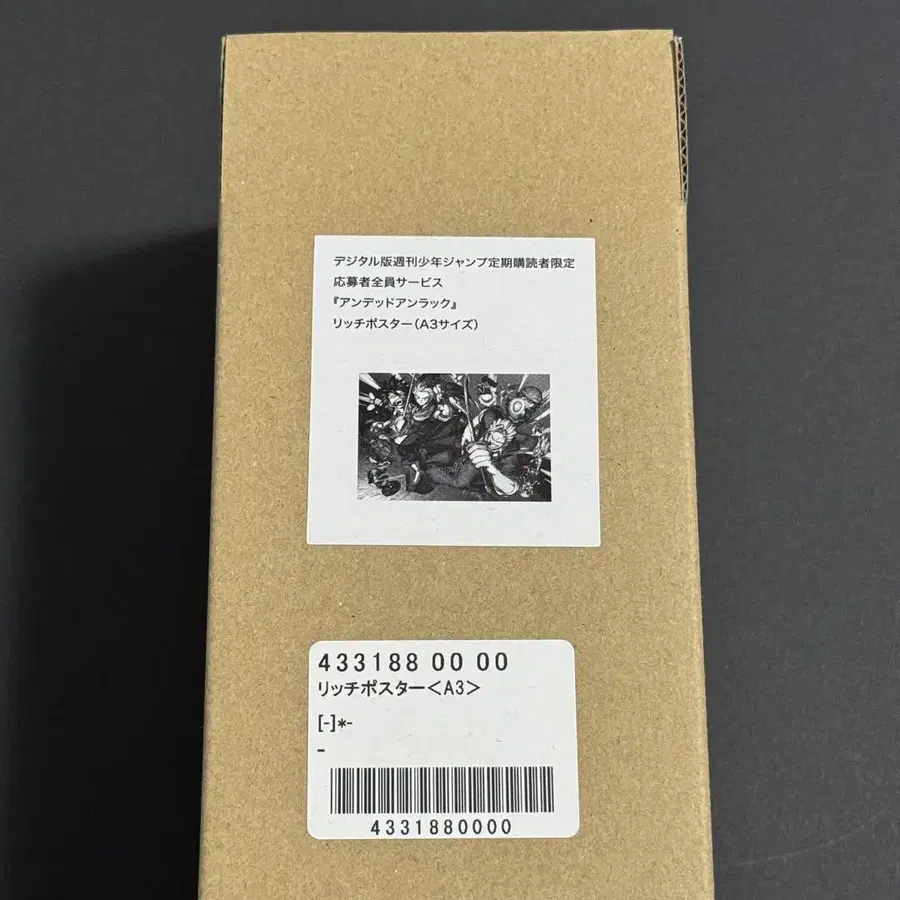 デジタル版週刊少年ジャンプ定期購読者限定
応募者全員サービス
『アンデッドアンラック』
リッチポスター(A3サイズ)
433188 00 00
リッチポスター<A3>
[-]*-
-
4331880000